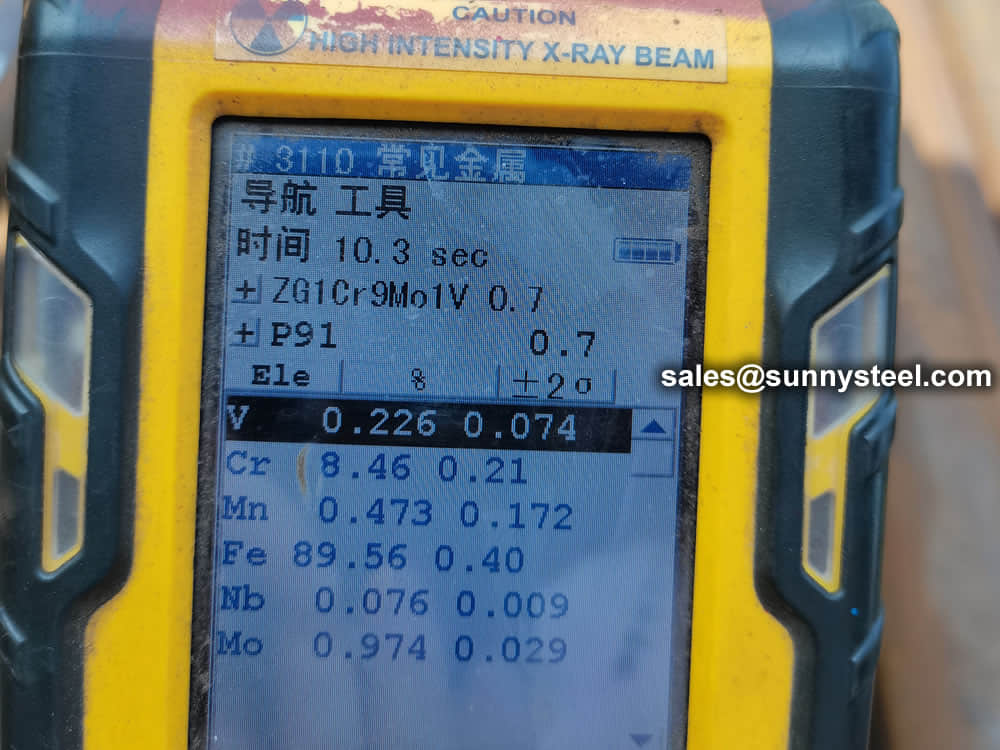 CAUTION
HIGH INTENSITY X-RAY BEAM
# 3110 常见金属
导航 工具
时间 10.3 sec
+ ZG1Cr9Mo1V 0.7
+ P91 0.7
Ele % ±2σ
V 0.226 0.074
Cr 8.46 0.21
Mn 0.473 0.172
Fe 89.56 0.40
Nb 0.076 0.009
Mo 0.974 0.029
sales@sunnysteel.com